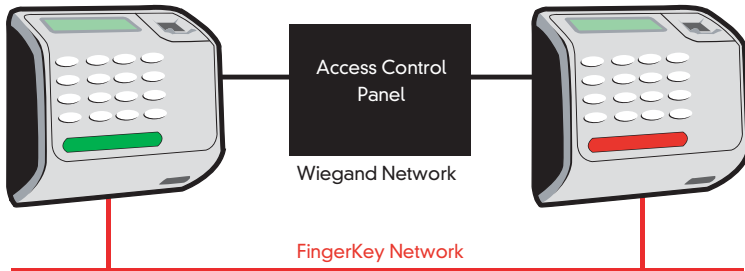 Access Control
Panel
Wiegand Network
FingerKey Network